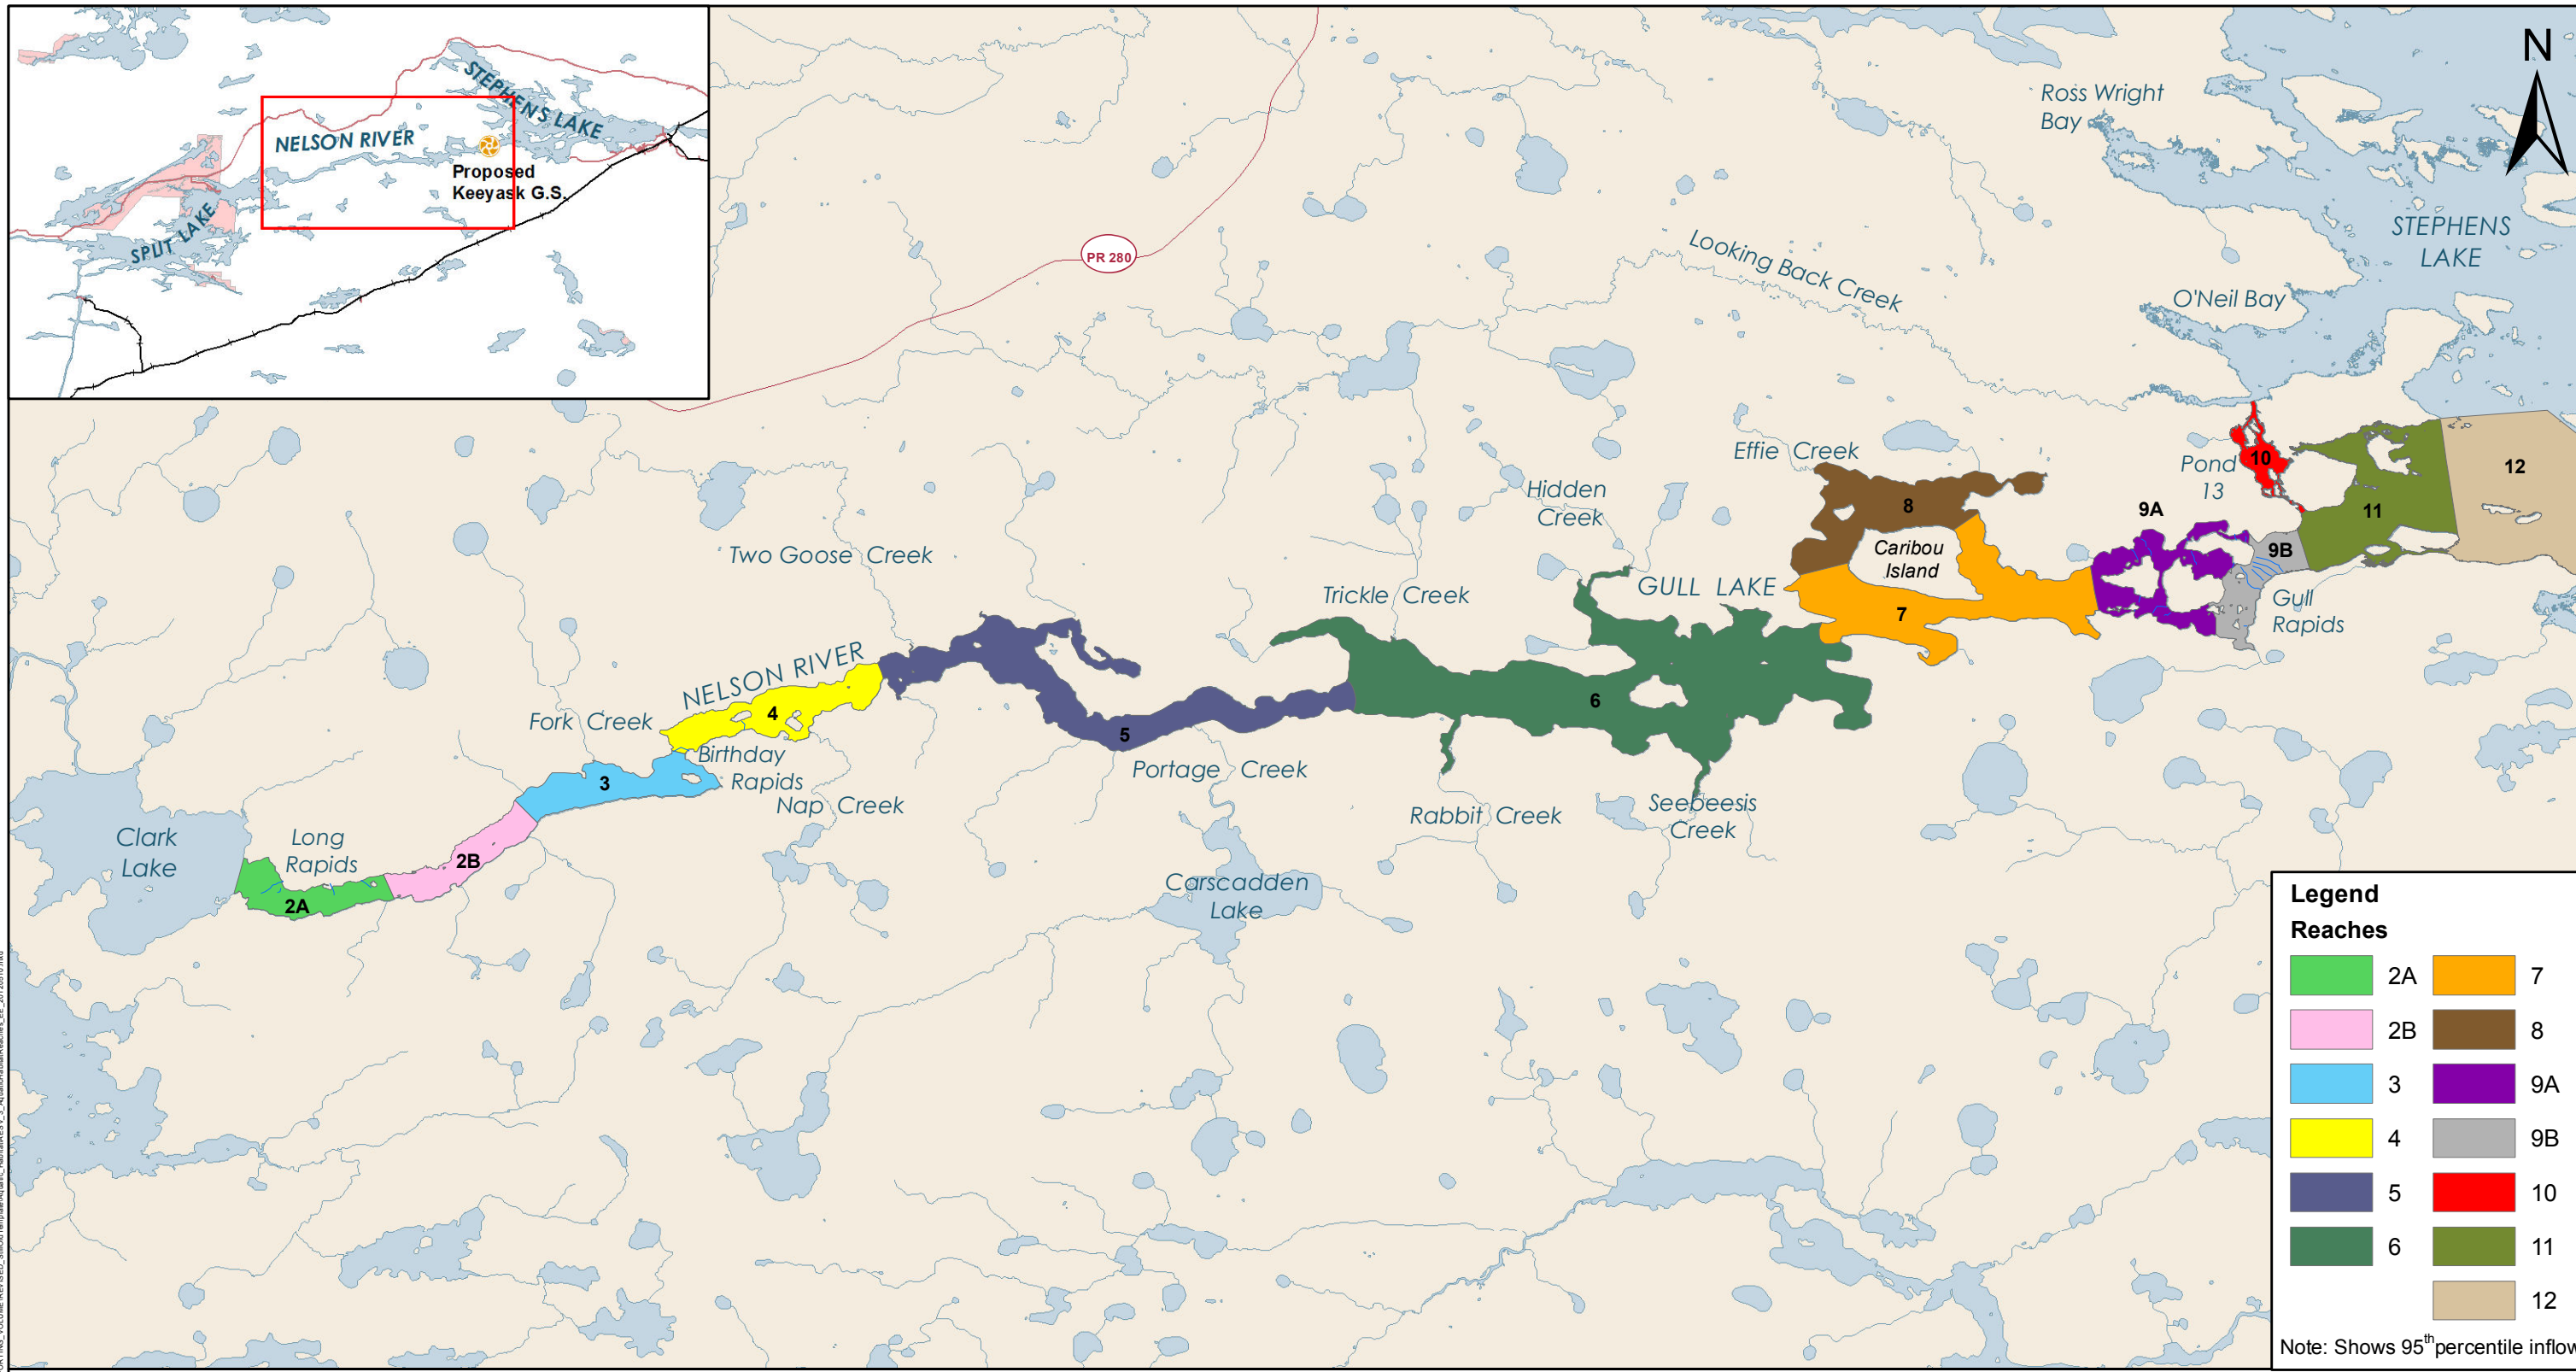 STEPHENS LAKE
NELSON RIVER
Proposed
Keeyask G.S.
SPLIT LAKE
N
Ross Wright
Bay
STEPHENS
LAKE
PR 280
Looking Back Creek
O'Neil Bay
Effie Creek
Pond
13
10
12
11
9A
9B
8
Hidden
Creek
Caribou
Island
Two Goose Creek
Trickle Creek
GULL LAKE
7
Gull
Rapids
NELSON RIVER
4
6
Fork Creek
5
Birthday
Rapids
3
Portage Creek
Nap Creek
Rabbit Creek
Seebeesis
Creek
Clark
Lake
Long
Rapids
2B
2A
Carscadden
Lake
Legend
Reaches
2A
7
2B
8
3
9A
4
9B
5
10
6
11
12
Note: Shows 95th percentile inflow